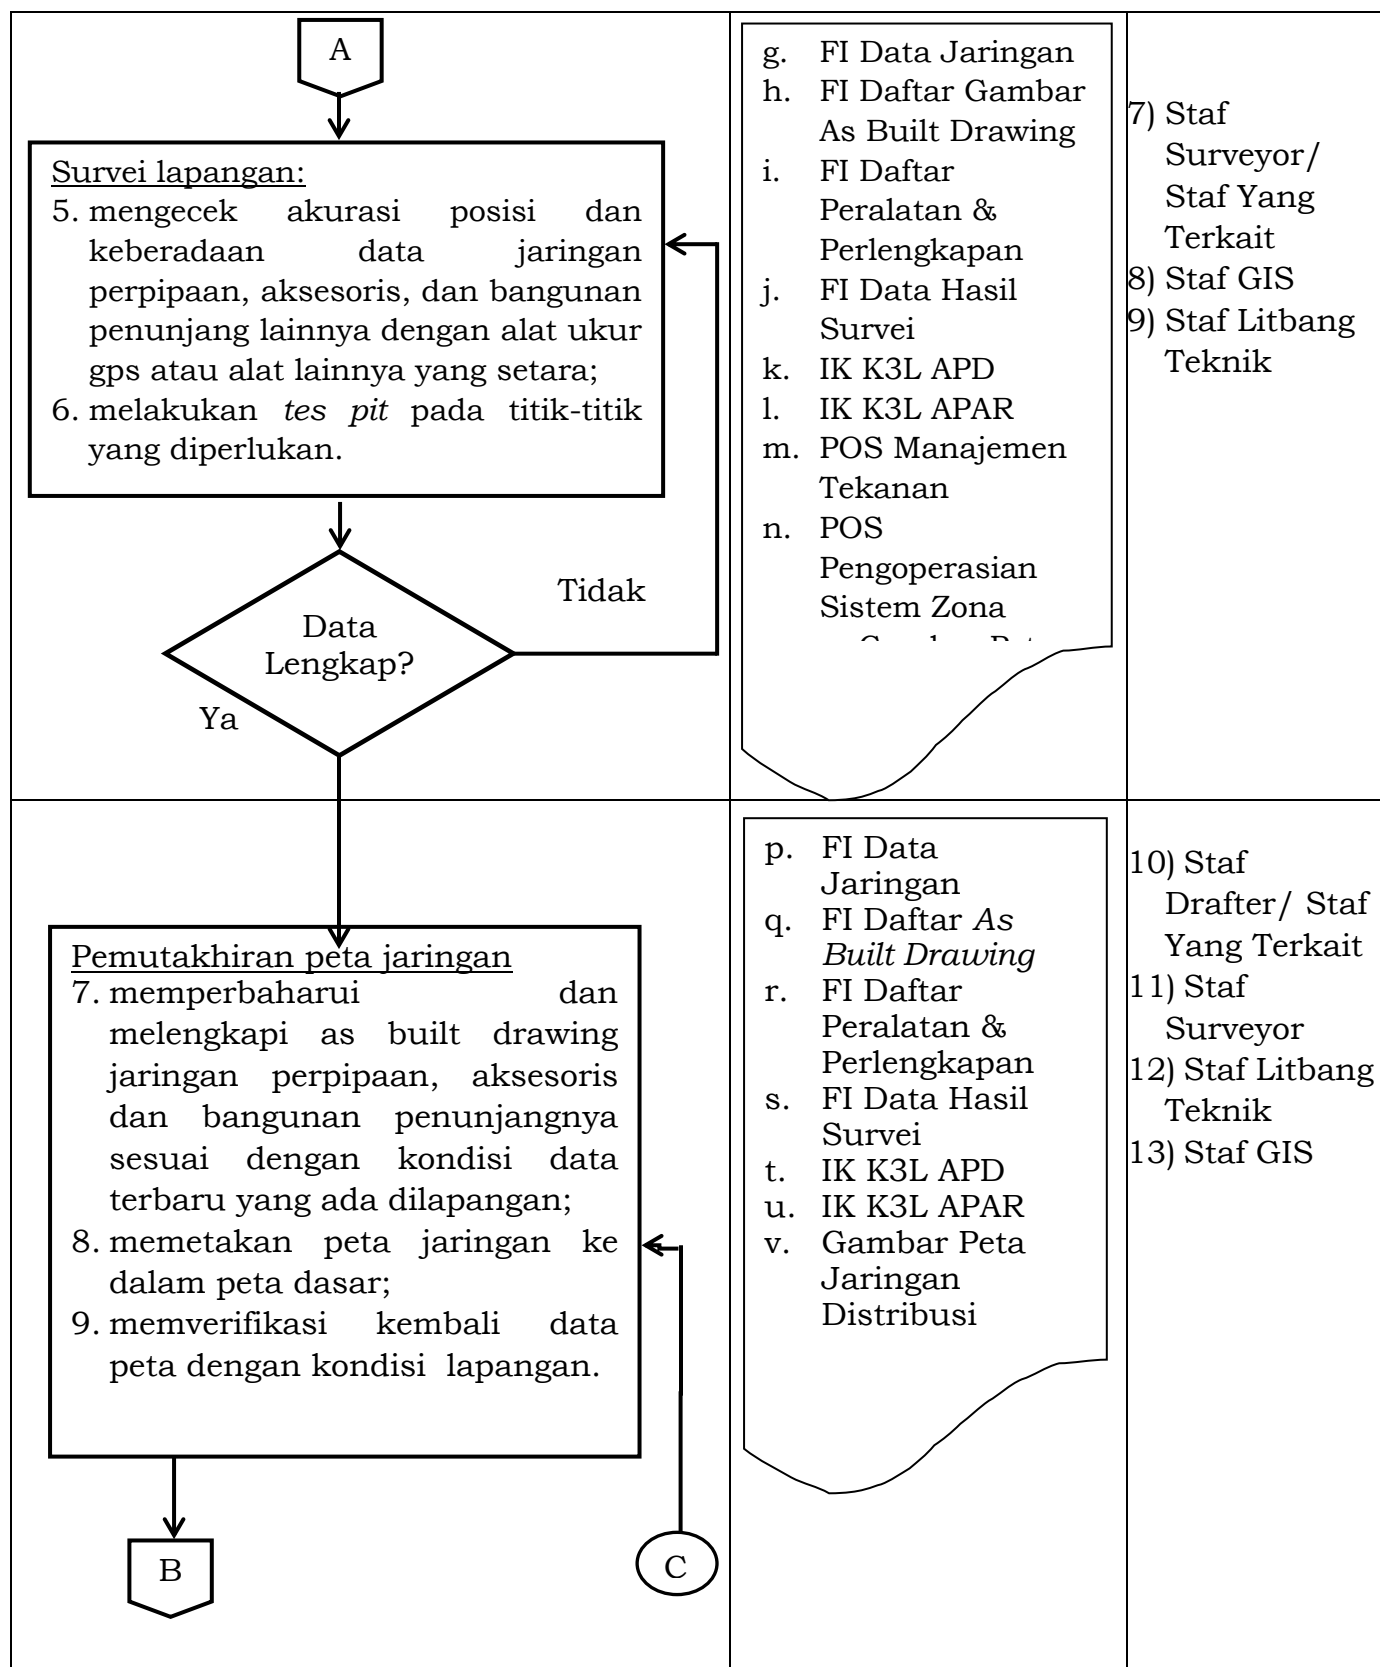 A
Survei lapangan:
5. mengecek akurasi posisi dan
keberadaan data jaringan
perpipaan, aksesoris, dan bangunan
penunjang lainnya dengan alat ukur
gps atau alat lainnya yang setara;
6. melakukan tes pit pada titik-titik
yang diperlukan.
Tidak
Data
Lengkap?
Ya
g. FI Data Jaringan
h. FI Daftar Gambar
As Built Drawing
i. FI Daftar
Peralatan &
Perlengkapan
j. FI Data Hasil
Survei
k. IK K3L APD
l. IK K3L APAR
m. POS Manajemen
Tekanan
n. POS
Pengoperasian
Sistem Zona
7) Staf
Surveyor/
Staf Yang
Terkait
8) Staf GIS
9) Staf Litbang
Teknik
Pemutakhiran peta jaringan
7. memperbaharui dan
melengkapi as built drawing
jaringan perpipaan, aksesoris
dan bangunan penunjangnya
sesuai dengan kondisi data
terbaru yang ada dilapangan;
8. memetakan peta jaringan ke
dalam peta dasar;
9. memverifikasi kembali data
peta dengan kondisi lapangan.
B
C
p. FI Data
Jaringan
q. FI Daftar As
Built Drawing
r. FI Daftar
Peralatan &
Perlengkapan
s. FI Data Hasil
Survei
t. IK K3L APD
u. IK K3L APAR
v. Gambar Peta
Jaringan
Distribusi
10) Staf
Drafter/ Staf
Yang Terkait
11) Staf
Surveyor
12) Staf Litbang
Teknik
13) Staf GIS